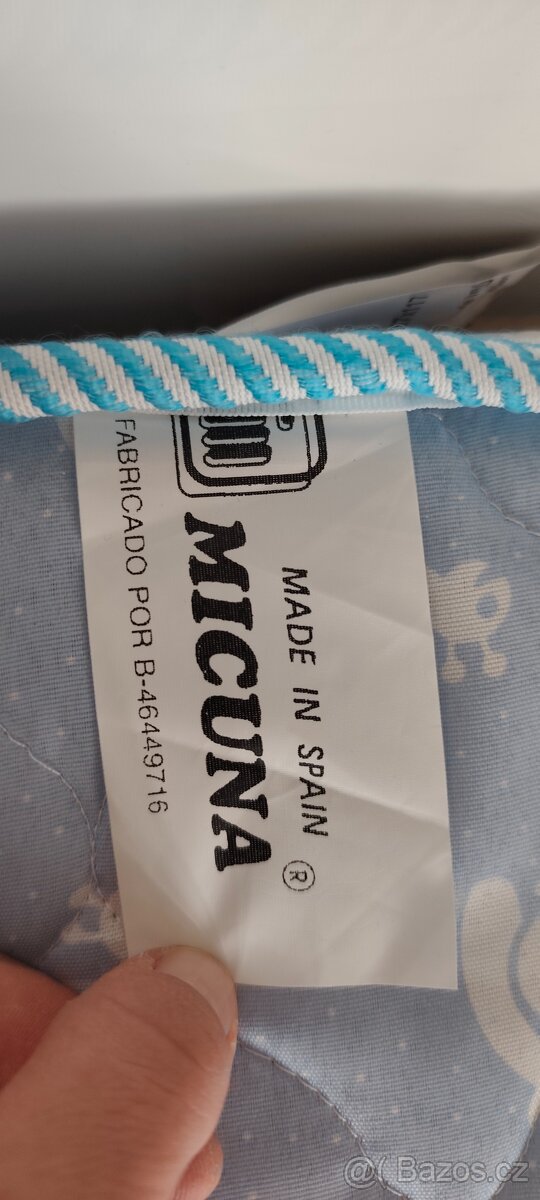 MADE IN SPAIN
MICUNA ®
FABRICADO POR B-46449716
@( Bazos.cz